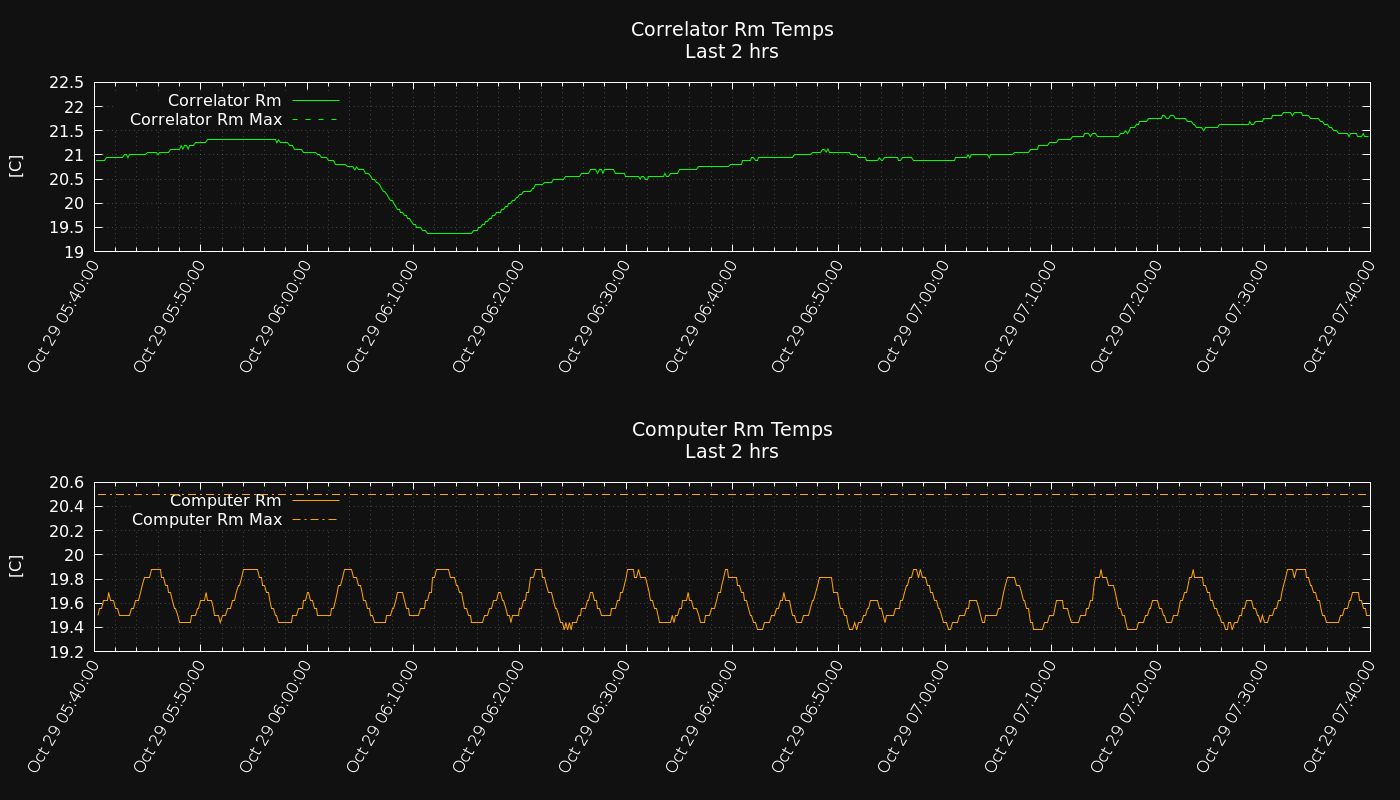 Correlator Rm Temps
Last 2 hrs
22.5
22
21.5
21
20.5
20
19.5
19
[C]
Correlator Rm
Correlator Rm Max
Oct 29 05:40:00
Oct 29 05:50:00
Oct 29 06:00:00
Oct 29 06:10:00
Oct 29 06:20:00
Oct 29 06:30:00
Oct 29 06:40:00
Oct 29 06:50:00
Oct 29 07:00:00
Oct 29 07:10:00
Oct 29 07:20:00
Oct 29 07:30:00
Oct 29 07:40:00
Computer Rm Temps
Last 2 hrs
20.6
20.4
20.2
20
19.8
19.6
19.4
19.2
[C]
Computer Rm
Computer Rm Max
Oct 29 05:40:00
Oct 29 05:50:00
Oct 29 06:00:00
Oct 29 06:10:00
Oct 29 06:20:00
Oct 29 06:30:00
Oct 29 06:40:00
Oct 29 06:50:00
Oct 29 07:00:00
Oct 29 07:10:00
Oct 29 07:20:00
Oct 29 07:30:00
Oct 29 07:40:00